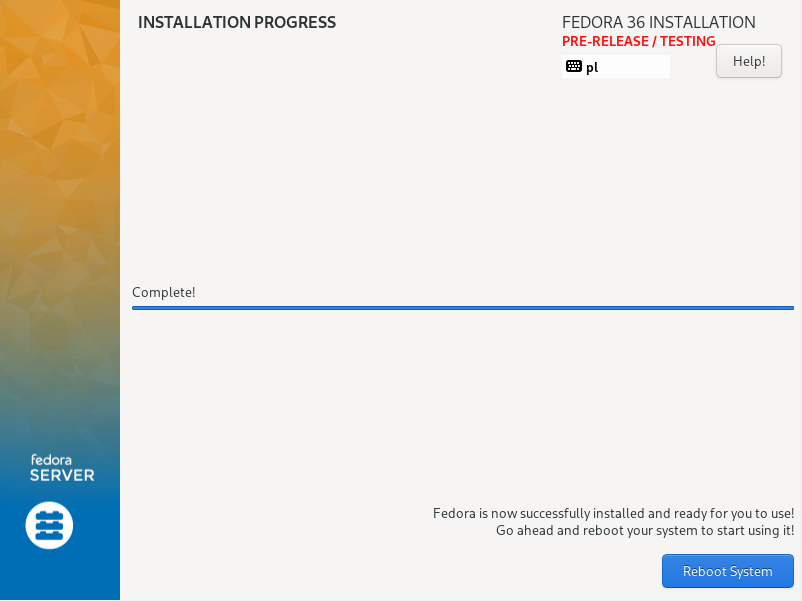 INSTALLATION PROGRESS
FEDORA 36 INSTALLATION
PRE-RELEASE / TESTING
pl
Help!
Complete!
fedora
SERVER
Fedora is now successfully installed and ready for you to use!
Go ahead and reboot your system to start using it!
Reboot System